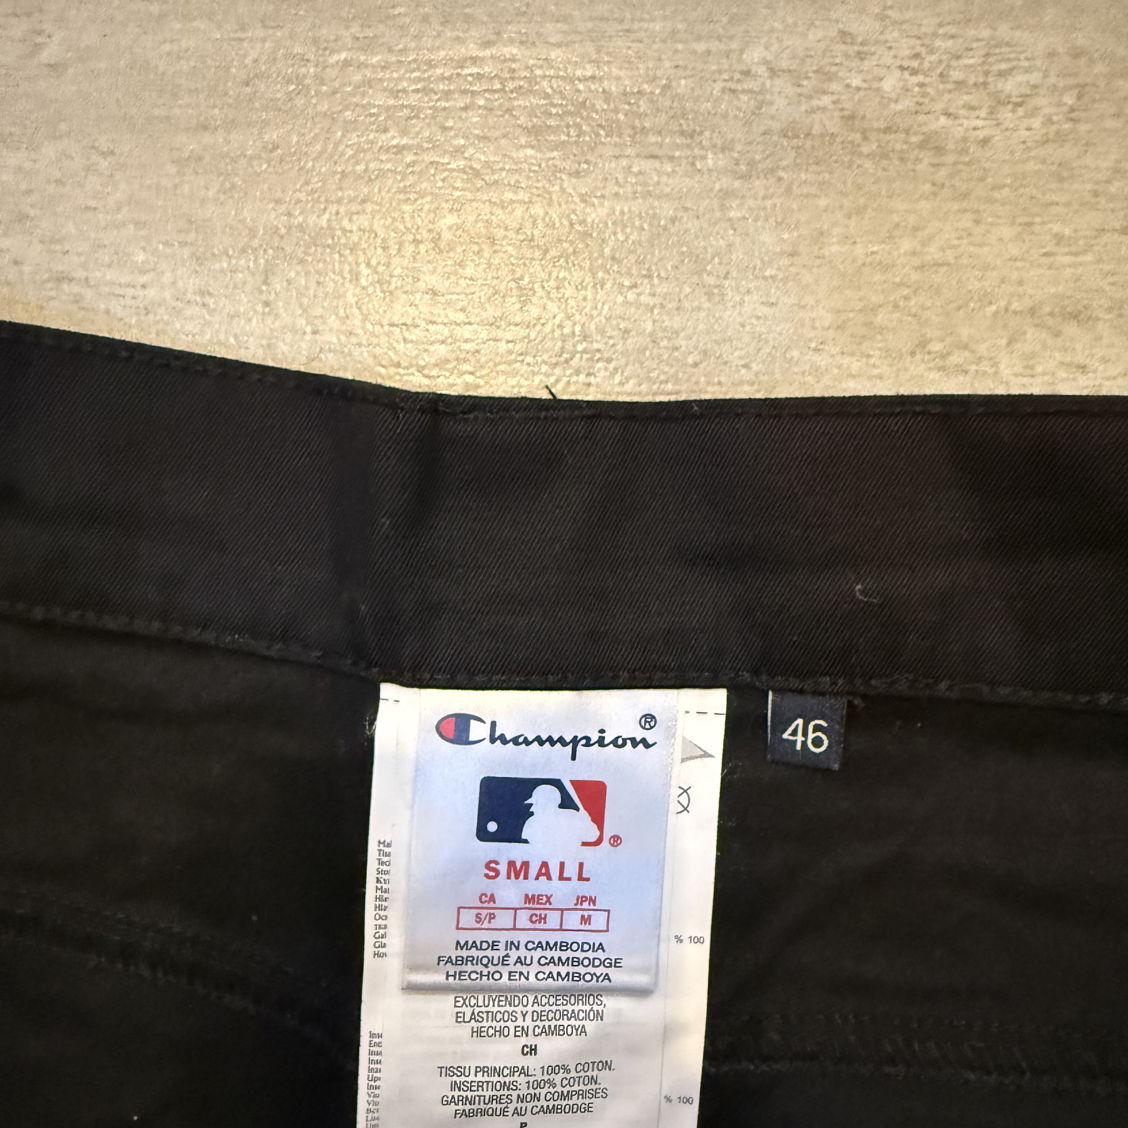 Champion®
®
SMALL
CA MEX JPN
S/P CH M
MADE IN CAMBODIA
FABRIQUÉ AU CAMBODGE
HECHO EN CAMBOYA
EXCLUYENDO ACCESORIOS,
ELÁSTICOS Y DECORACIÓN
HECHO EN CAMBOYA
CH
TISSU PRINCIPAL: 100% COTON.
INSERTIONS: 100% COTON.
GARNITURES NON COMPRISES
FABRIQUÉ AU CAMBODGE
46
% 100
% 100